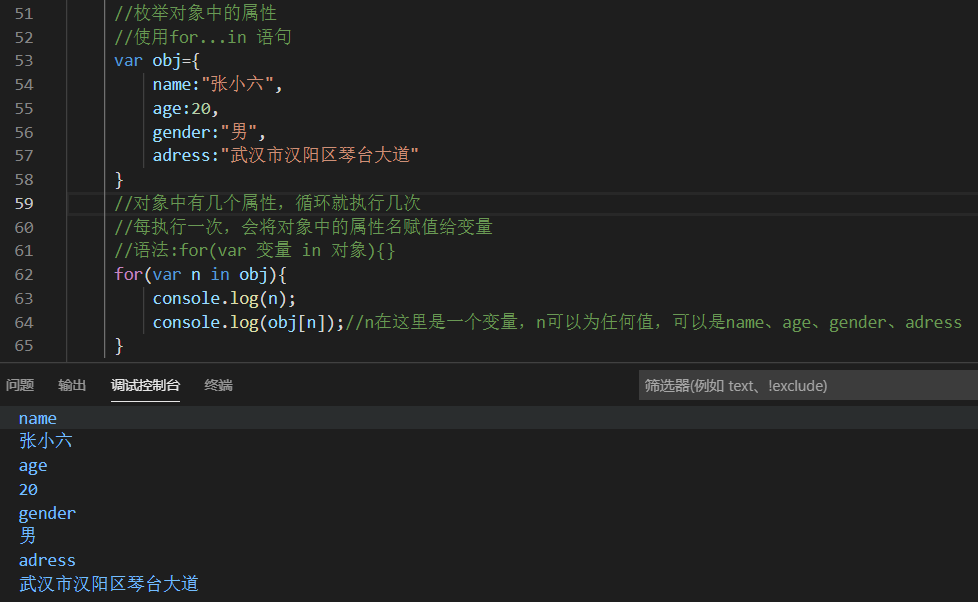 51 //枚举对象中的属性
52 //使用for...in 语句
53 var obj={
54 name:"张小六",
55 age:20,
56 gender:"男",
57 adress:"武汉市汉阳区琴台大道"
58 }
59 //对象中有几个属性，循环就执行几次
60 //每执行一次，会将对象中的属性名赋值给变量
61 //语法:for(var 变量 in 对象){}
62 for(var n in obj){
63 console.log(n);
64 console.log(obj[n]);//n在这里是一个变量，n可以为任何值，可以是name、age、gender、adress
65 }
问题 输出 调试控制台 终端 筛选器(例如 text、!exclude)
name
张小六
age
20
gender
男
adress
武汉市汉阳区琴台大道